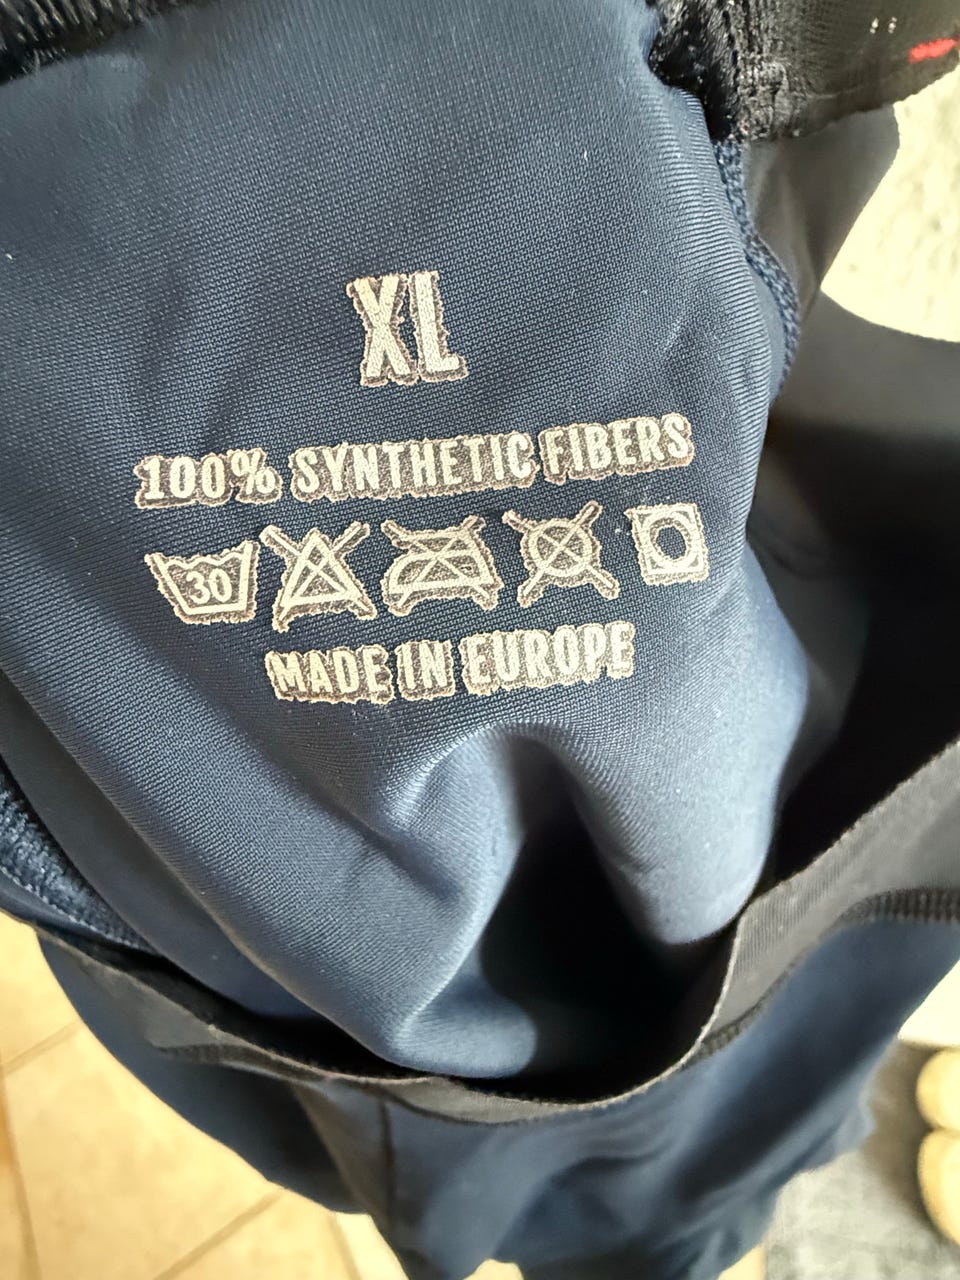 XL
100% SYNTHETIC FIBERS
30
MADE IN EUROPE